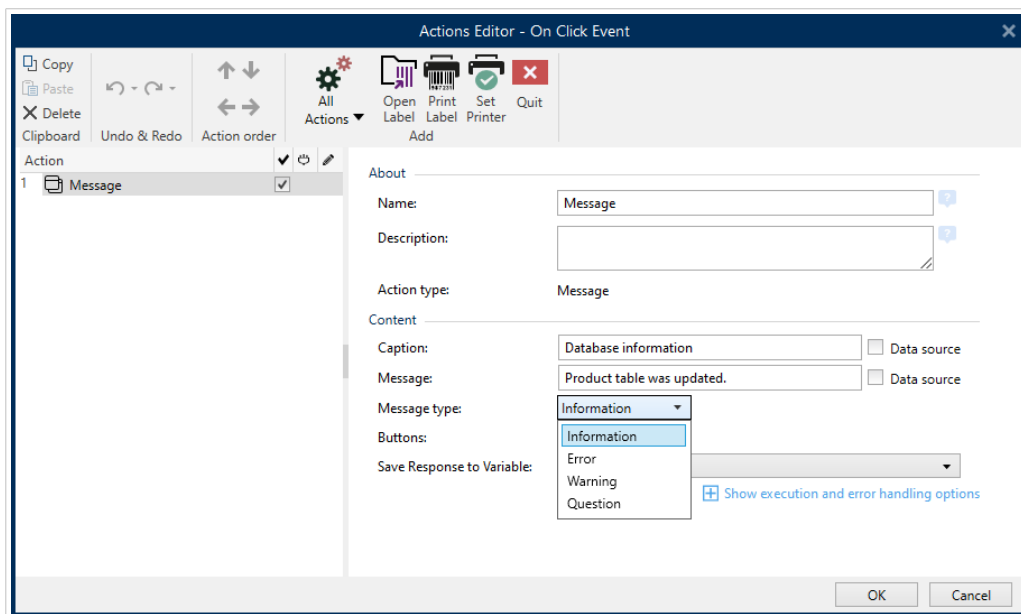 Actions Editor - On Click Event
Copy
Paste
Delete
Clipboard
Undo & Redo
Action order
All
Actions
Open
Label
Print
Label
Set
Printer
Quit
Add
Action
1 Message
About
Name: Message
Description:
Action type: Message
Content
Caption: Database information Data source
Message: Product table was updated. Data source
Message type: Information
Buttons: Information
Error
Save Response to Variable:
Warning
Question
Show execution and error handling options
OK Cancel